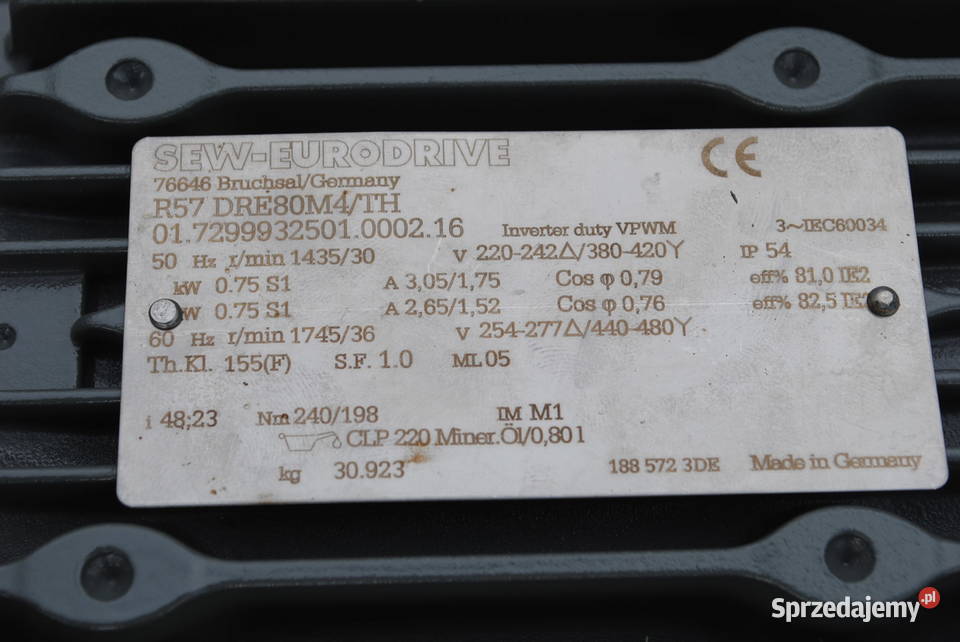 SEW-EURODRIVE CE
76646 Bruchsal/Germany
R57 DRE80M4/TH
01.7299932501.0002.16 Inverter duty VPWM 3~IEC60034
50 Hz r/min 1435/30 V 220-242△/380-420Y IP 54
kW 0.75 S1 A 3,05/1,75 Cos φ 0,79 eff% 81,0 IE2
W 0.75 S1 A 2,65/1,52 Cos φ 0,76 eff% 82,5 IE2
60 Hz r/min 1745/36 V 254-277△/440-480Y
Th.Kl. 155(F) S.F. 1.0 ML 05
i 48;23 Nm 240/198 IM M1
CLP 220 Miner.Öl/0,80 l
kg 30.923 188 572 3DE Made in Germany
Sprzedajemy.pl